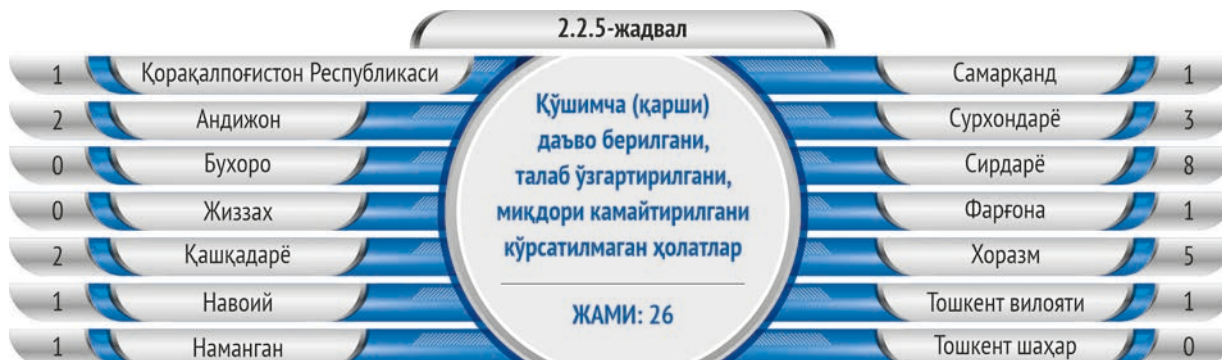 2.2.5-жадвал
1 Қорақалпоғистон Республикаси
2 Андижон
0 Бухоро
0 Жиззах
2 Қашқадарё
1 Навоий
1 Наманган
Қўшимча (қарши)
даъво берилгани,
талаб ўзгартирилгани,
миқдори камайтирилгани
кўрсатилмаган ҳолатлар
ЖАМИ: 26
Самарқанд 1
Сурхондарё 3
Сирдарё 8
Фарғона 1
Хоразм 5
Тошкент вилояти 1
Тошкент шаҳар 0